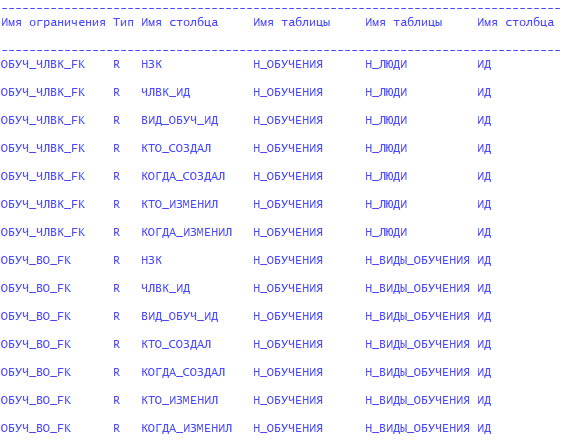 --------------------------------------------------------------------------------
Имя ограничения Тип Имя столбца     Имя таблицы     Имя таблицы     Имя столбца
--------------------------------------------------------------------------------
ОБУЧ_ЧЛВК_FK    R   НЗК             Н_ОБУЧЕНИЯ      Н_ЛЮДИ          ИД
ОБУЧ_ЧЛВК_FK    R   ЧЛВК_ИД         Н_ОБУЧЕНИЯ      Н_ЛЮДИ          ИД
ОБУЧ_ЧЛВК_FK    R   ВИД_ОБУЧ_ИД     Н_ОБУЧЕНИЯ      Н_ЛЮДИ          ИД
ОБУЧ_ЧЛВК_FK    R   КТО_СОЗДАЛ      Н_ОБУЧЕНИЯ      Н_ЛЮДИ          ИД
ОБУЧ_ЧЛВК_FK    R   КОГДА_СОЗДАЛ    Н_ОБУЧЕНИЯ      Н_ЛЮДИ          ИД
ОБУЧ_ЧЛВК_FK    R   КТО_ИЗМЕНИЛ     Н_ОБУЧЕНИЯ      Н_ЛЮДИ          ИД
ОБУЧ_ЧЛВК_FK    R   КОГДА_ИЗМЕНИЛ   Н_ОБУЧЕНИЯ      Н_ЛЮДИ          ИД
ОБУЧ_ВО_FK      R   НЗК             Н_ОБУЧЕНИЯ      Н_ВИДЫ_ОБУЧЕНИЯ ИД
ОБУЧ_ВО_FK      R   ЧЛВК_ИД         Н_ОБУЧЕНИЯ      Н_ВИДЫ_ОБУЧЕНИЯ ИД
ОБУЧ_ВО_FK      R   ВИД_ОБУЧ_ИД     Н_ОБУЧЕНИЯ      Н_ВИДЫ_ОБУЧЕНИЯ ИД
ОБУЧ_ВО_FK      R   КТО_СОЗДАЛ      Н_ОБУЧЕНИЯ      Н_ВИДЫ_ОБУЧЕНИЯ ИД
ОБУЧ_ВО_FK      R   КОГДА_СОЗДАЛ    Н_ОБУЧЕНИЯ      Н_ВИДЫ_ОБУЧЕНИЯ ИД
ОБУЧ_ВО_FK      R   КТО_ИЗМЕНИЛ     Н_ОБУЧЕНИЯ      Н_ВИДЫ_ОБУЧЕНИЯ ИД
ОБУЧ_ВО_FK      R   КОГДА_ИЗМЕНИЛ   Н_ОБУЧЕНИЯ      Н_ВИДЫ_ОБУЧЕНИЯ ИД